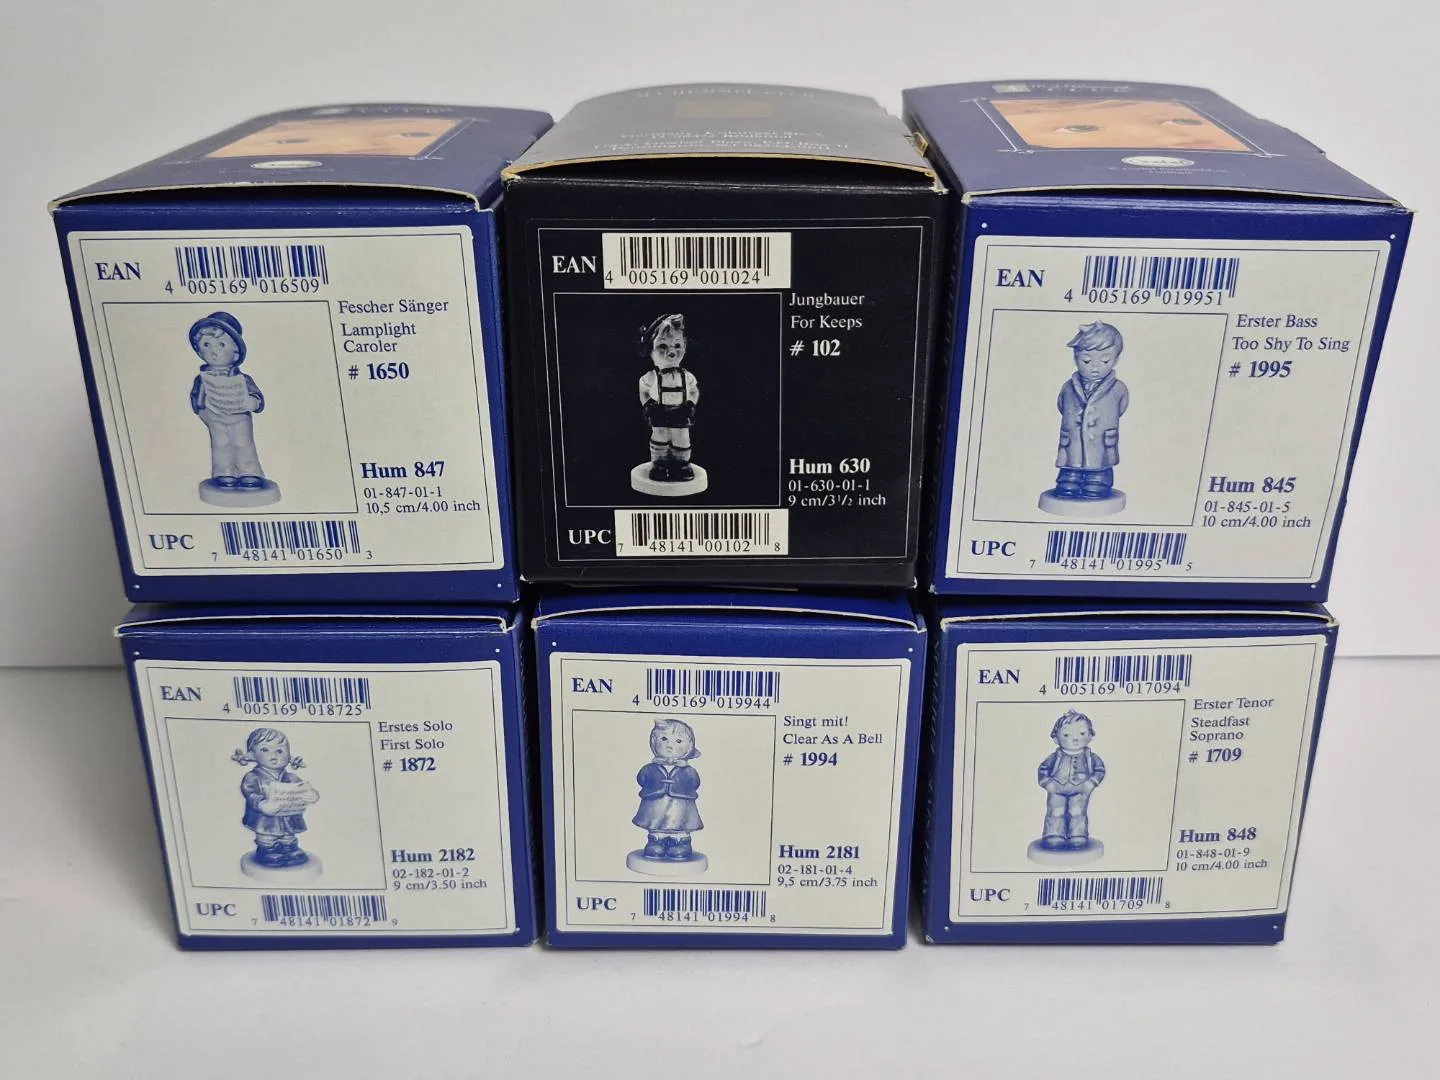 EAN
4 005169 016509
Fescher Sänger
Lamplight
Caroler
# 1650
Hum 847
01-847-01-1
10,5 cm/4.00 inch
UPC
7 48141 01650 3
EAN
4 005169 001024
Jungbauer
For Keeps
# 102
Hum 630
01-630-01-1
9 cm/3 1/2 inch
UPC
7 48141 00102 8
EAN
4 005169 019951
Erster Bass
Too Shy To Sing
# 1995
Hum 845
01-845-01-5
10 cm/4.00 inch
UPC
7 48141 01995 5
EAN
4 005169 018725
Erstes Solo
First Solo
# 1872
Hum 2182
02-182-01-2
9 cm/3.50 inch
UPC
7 48141 01872 9
EAN
4 005169 019944
Singt mit!
Clear As A Bell
# 1994
Hum 2181
02-181-01-4
9,5 cm/3.75 inch
UPC
7 48141 01994 8
EAN
4 005169 017094
Erster Tenor
Steadfast
Soprano
# 1709
Hum 848
01-848-01-9
10 cm/4.00 inch
UPC
7 48141 01709 8